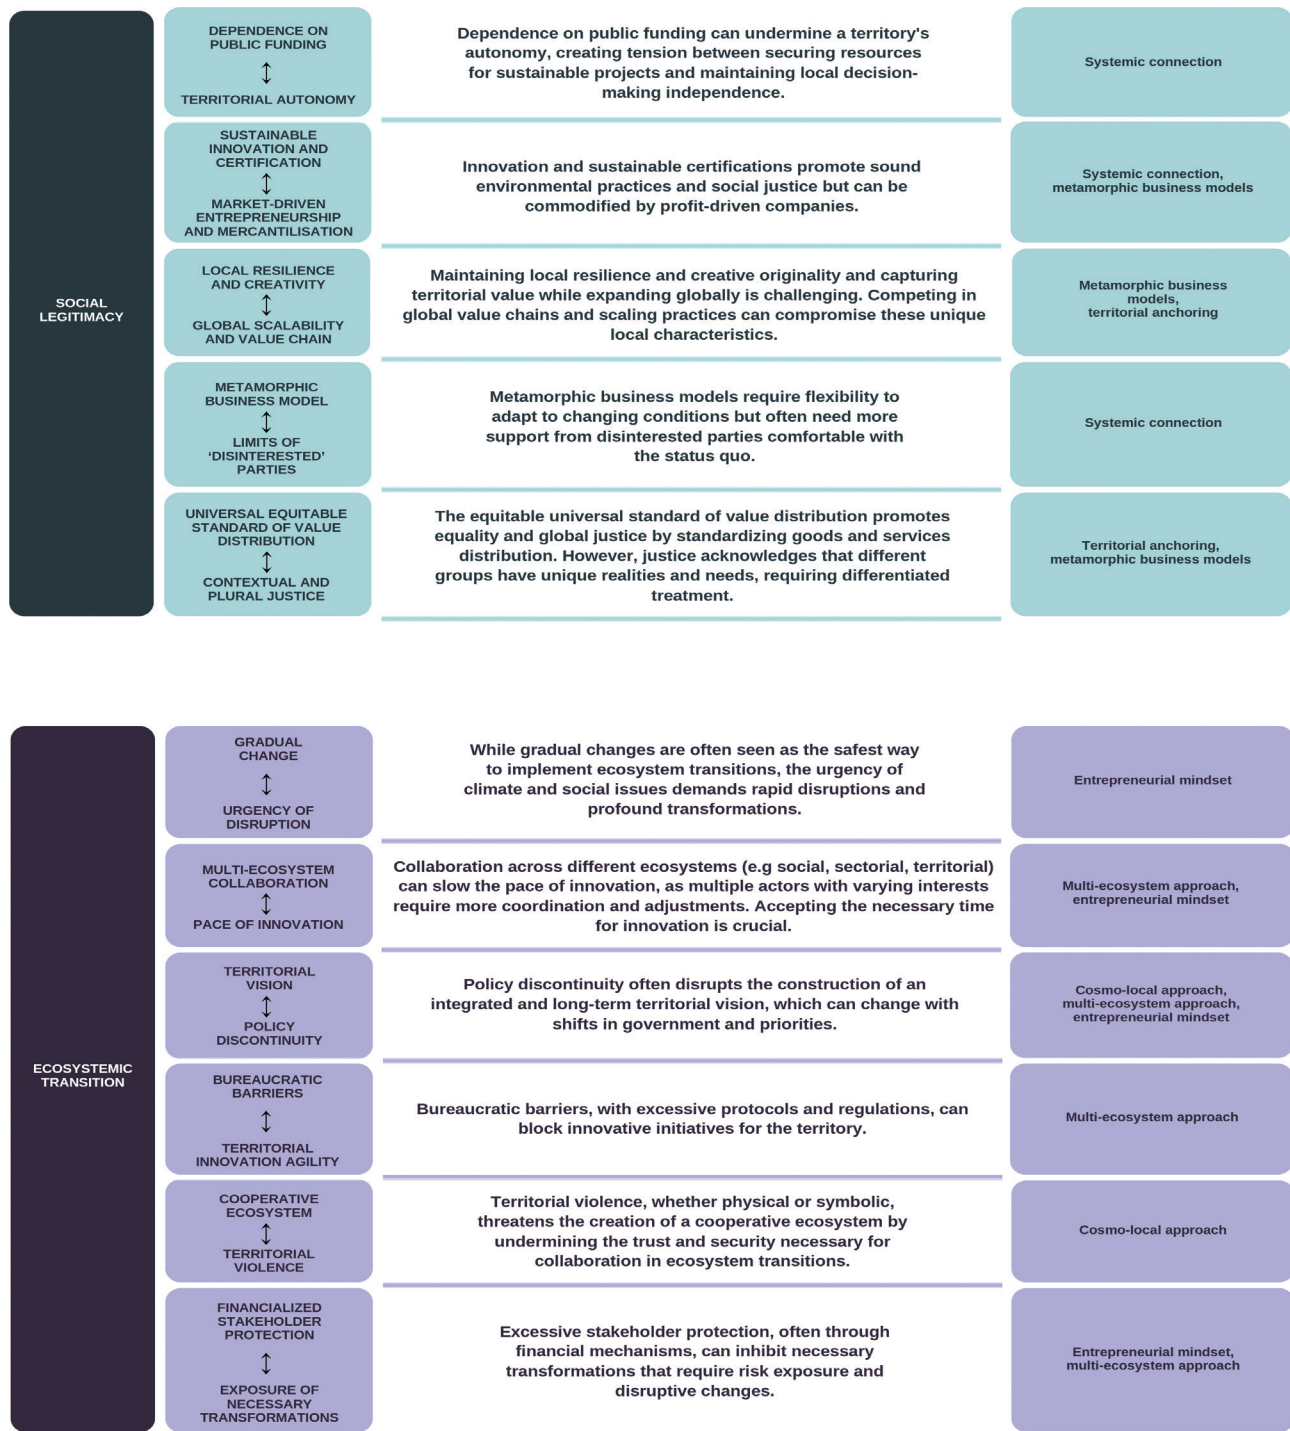 SOCIAL
LEGITIMACY
DEPENDENCE ON
PUBLIC FUNDING
↕
TERRITORIAL AUTONOMY
Dependence on public funding can undermine a territory's
autonomy, creating tension between securing resources
for sustainable projects and maintaining local decision-
making independence.
Systemic connection
SUSTAINABLE
INNOVATION AND
CERTIFICATION
↕
MARKET-DRIVEN
ENTREPRENEURSHIP
AND MERCANTILISATION
Innovation and sustainable certifications promote sound
environmental practices and social justice but can be
commodified by profit-driven companies.
Systemic connection,
metamorphic business models
LOCAL RESILIENCE
AND CREATIVITY
↕
GLOBAL SCALABILITY
AND VALUE CHAIN
Maintaining local resilience and creative originality and capturing
territorial value while expanding globally is challenging. Competing in
global value chains and scaling practices can compromise these unique
local characteristics.
Metamorphic business
models,
territorial anchoring
METAMORPHIC
BUSINESS MODEL
↕
LIMITS OF
‘DISINTERESTED’
PARTIES
Metamorphic business models require flexibility to
adapt to changing conditions but often need more
support from disinterested parties comfortable with
the status quo.
Systemic connection
UNIVERSAL EQUITABLE
STANDARD OF VALUE
DISTRIBUTION
↕
CONTEXTUAL AND
PLURAL JUSTICE
The equitable universal standard of value distribution promotes
equality and global justice by standardizing goods and services
distribution. However, justice acknowledges that different
groups have unique realities and needs, requiring differentiated
treatment.
Territorial anchoring,
metamorphic business models
ECOSYSTEMIC
TRANSITION
GRADUAL
CHANGE
↕
URGENCY OF
DISRUPTION
While gradual changes are often seen as the safest way
to implement ecosystem transitions, the urgency of
climate and social issues demands rapid disruptions and
profound transformations.
Entrepreneurial mindset
MULTI-ECOSYSTEM
COLLABORATION
↕
PACE OF INNOVATION
Collaboration across different ecosystems (e.g social, sectorial, territorial)
can slow the pace of innovation, as multiple actors with varying interests
require more coordination and adjustments. Accepting the necessary time
for innovation is crucial.
Multi-ecosystem approach,
entrepreneurial mindset
TERRITORIAL
VISION
↕
POLICY
DISCONTINUITY
Policy discontinuity often disrupts the construction of an
integrated and long-term territorial vision, which can change with
shifts in government and priorities.
Cosmo-local approach,
multi-ecosystem approach,
entrepreneurial mindset
BUREAUCRATIC
BARRIERS
↕
TERRITORIAL
INNOVATION AGILITY
Bureaucratic barriers, with excessive protocols and regulations, can
block innovative initiatives for the territory.
Multi-ecosystem approach
COOPERATIVE
ECOSYSTEM
↕
TERRITORIAL
VIOLENCE
Territorial violence, whether physical or symbolic,
threatens the creation of a cooperative ecosystem by
undermining the trust and security necessary for
collaboration in ecosystem transitions.
Cosmo-local approach
FINANCIALIZED
STAKEHOLDER
PROTECTION
↕
EXPOSURE OF
NECESSARY
TRANSFORMATIONS
Excessive stakeholder protection, often through
financial mechanisms, can inhibit necessary
transformations that require risk exposure and
disruptive changes.
Entrepreneurial mindset,
multi-ecosystem approach